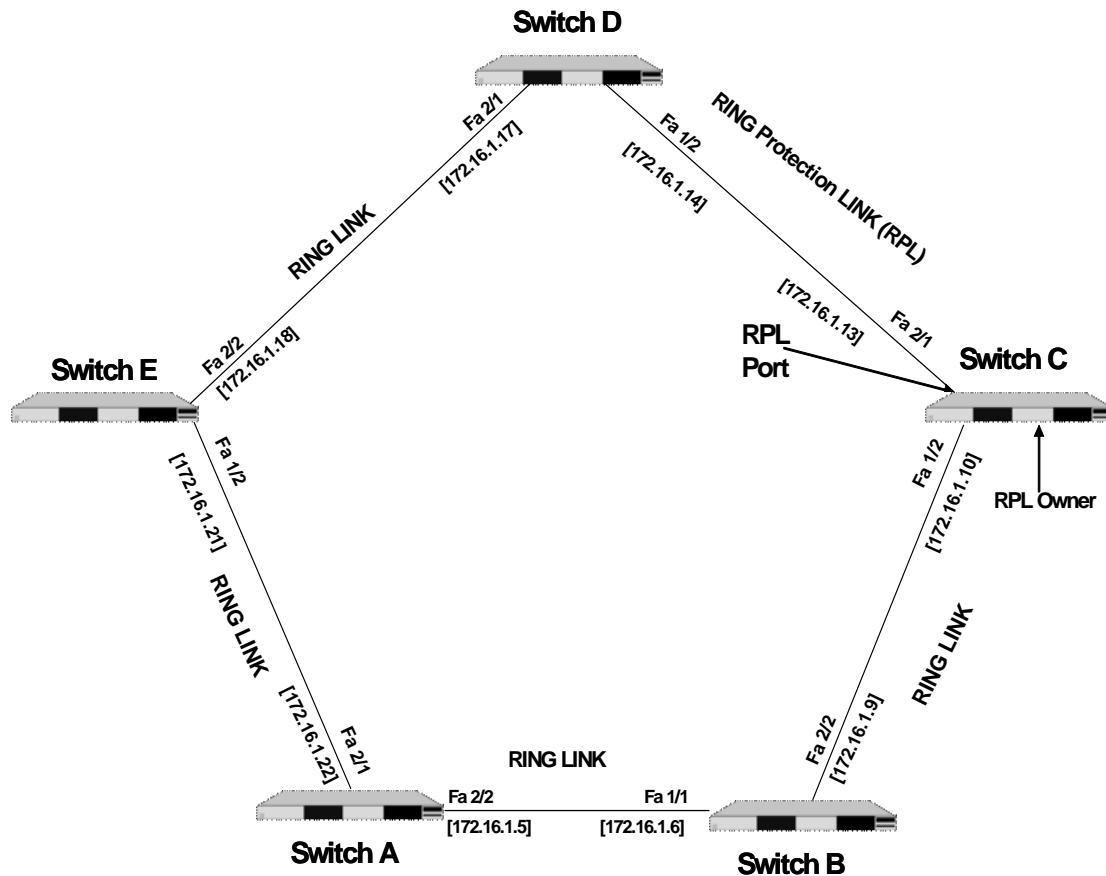 Switch D
Fa 2/1
[172.16.1.17]
Fa 1/2
[172.16.1.14]
RING Protection LINK (RPL)
RING LINK
[172.16.1.13]
Fa 2/1
RPL
Port
Fa 2/2
[172.16.1.18]
Switch E
Switch C
Fa 1/2
[172.16.1.21]
Fa 1/2
[172.16.1.10]
RPL Owner
RING LINK
RING LINK
[172.16.1.22]
Fa 2/1
Fa 2/2
[172.16.1.9]
RING LINK
Fa 2/2
[172.16.1.5]
Fa 1/1
[172.16.1.6]
Switch A
Switch B